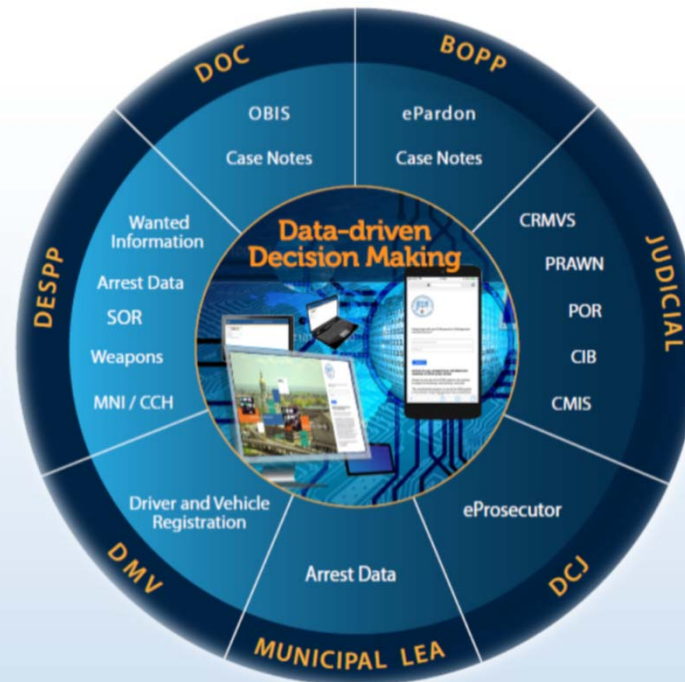 DOC
OBIS
Case Notes
BOPP
ePardon
Case Notes
JUDICIAL
CRMVS
PRAWN
POR
CIB
CMIS
DCJ
eProsecutor
MUNICIPAL LEA
Arrest Data
DMV
Driver and Vehicle
Registration
DESPP
Wanted
Information
Arrest Data
SOR
Weapons
MNI / CCH
Data-driven
Decision Making